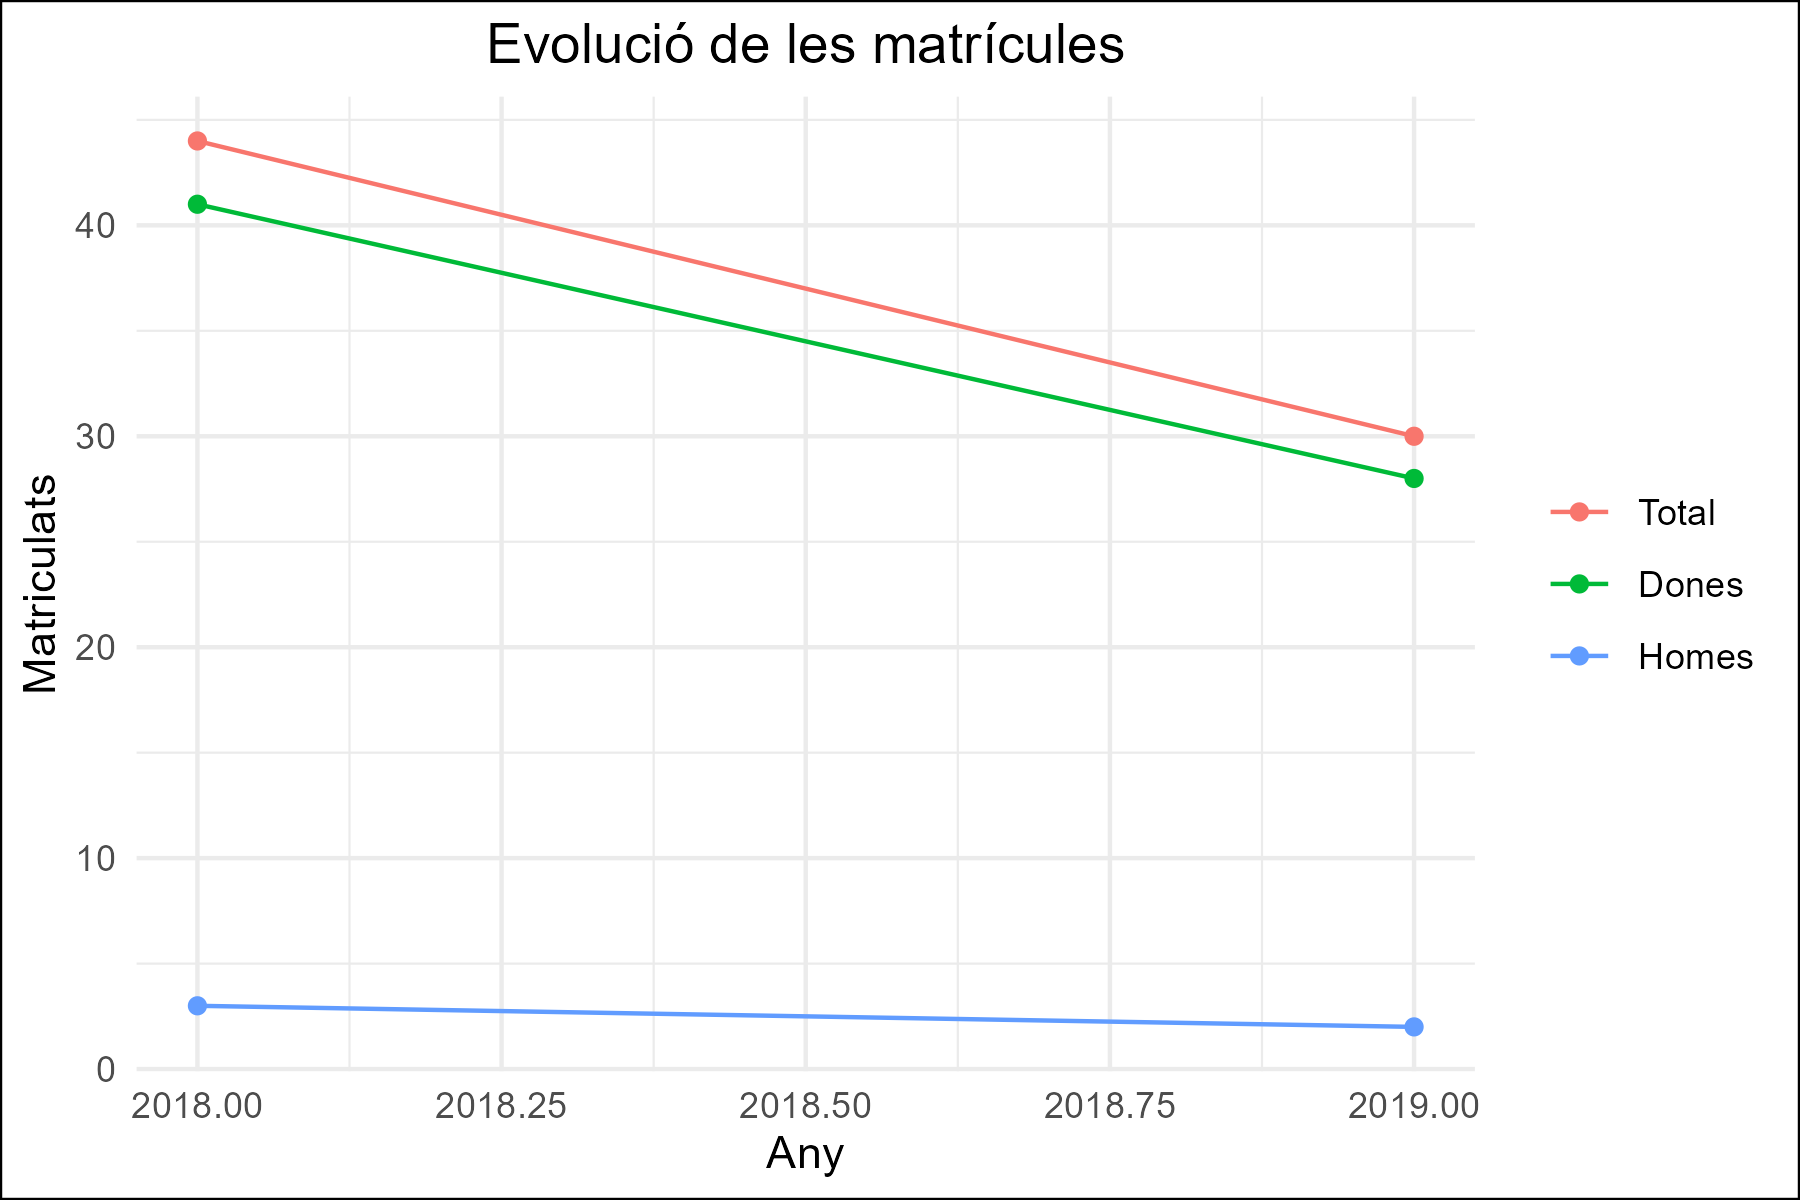 Evolució de les matrícules
Matriculats
40
30
20
10
0
2018.00 2018.25 2018.50 2018.75 2019.00
Any
Total
Dones
Homes